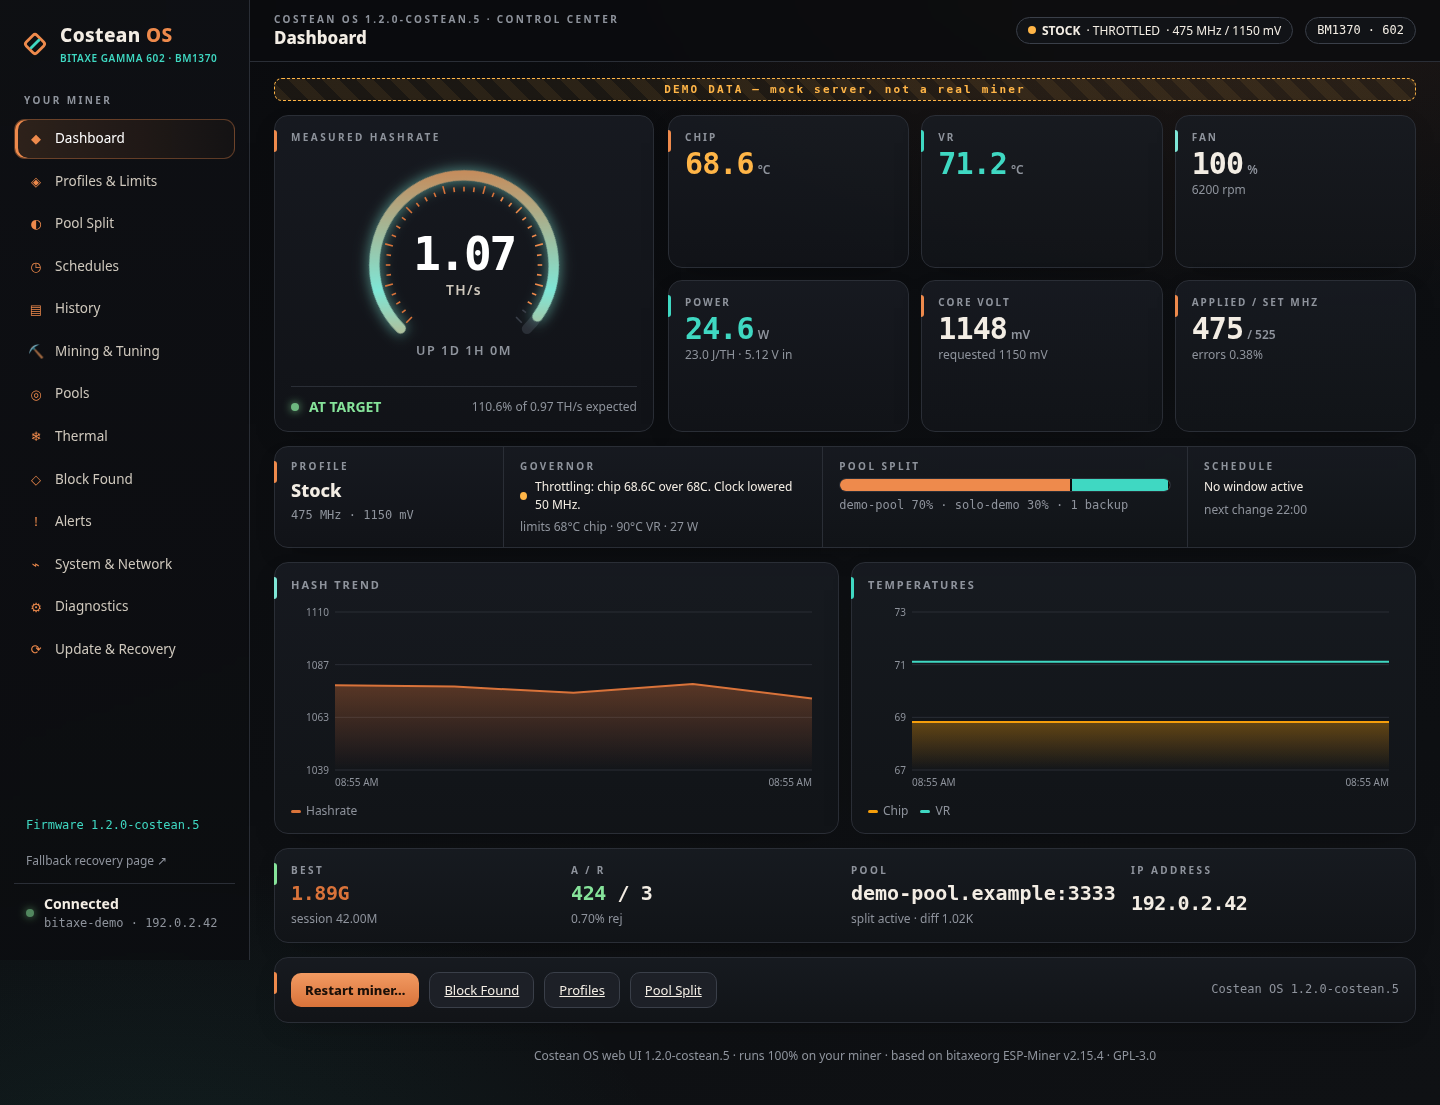 Costean OS
BITAXE GAMMA 602 · BM1370
YOUR MINER
Dashboard
Profiles & Limits
Pool Split
Schedules
History
Mining & Tuning
Pools
Thermal
Block Found
Alerts
System & Network
Diagnostics
Update & Recovery
Firmware 1.2.0-costean.5
Fallback recovery page ↗
Connected
bitaxe-demo · 192.0.2.42
COSTEAN OS 1.2.0-COSTEAN.5 · CONTROL CENTER
Dashboard
STOCK · THROTTLED · 475 MHz / 1150 mV
BM1370 · 602
DEMO DATA — mock server, not a real miner
MEASURED HASHRATE
1.07
TH/s
UP 1D 1H 0M
AT TARGET
110.6% of 0.97 TH/s expected
CHIP
68.6 °C
VR
71.2 °C
FAN
100 %
6200 rpm
POWER
24.6 W
23.0 J/TH · 5.12 V in
CORE VOLT
1148 mV
requested 1150 mV
APPLIED / SET MHZ
475 / 525
errors 0.38%
PROFILE
Stock
475 MHz · 1150 mV
GOVERNOR
Throttling: chip 68.6C over 68C. Clock lowered
50 MHz.
limits 68°C chip · 90°C VR · 27 W
POOL SPLIT
demo-pool 70% · solo-demo 30% · 1 backup
SCHEDULE
No window active
next change 22:00
HASH TREND
1110
1087
1063
1039
08:55 AM
08:55 AM
Hashrate
TEMPERATURES
73
71
69
67
08:55 AM
08:55 AM
Chip
VR
BEST
1.89G
session 42.00M
A / R
424 / 3
0.70% rej
POOL
demo-pool.example:3333
split active · diff 1.02K
IP ADDRESS
192.0.2.42
Restart miner...
Block Found
Profiles
Pool Split
Costean OS 1.2.0-costean.5
Costean OS web UI 1.2.0-costean.5 · runs 100% on your miner · based on bitaxeorg ESP-Miner v2.15.4 · GPL-3.0